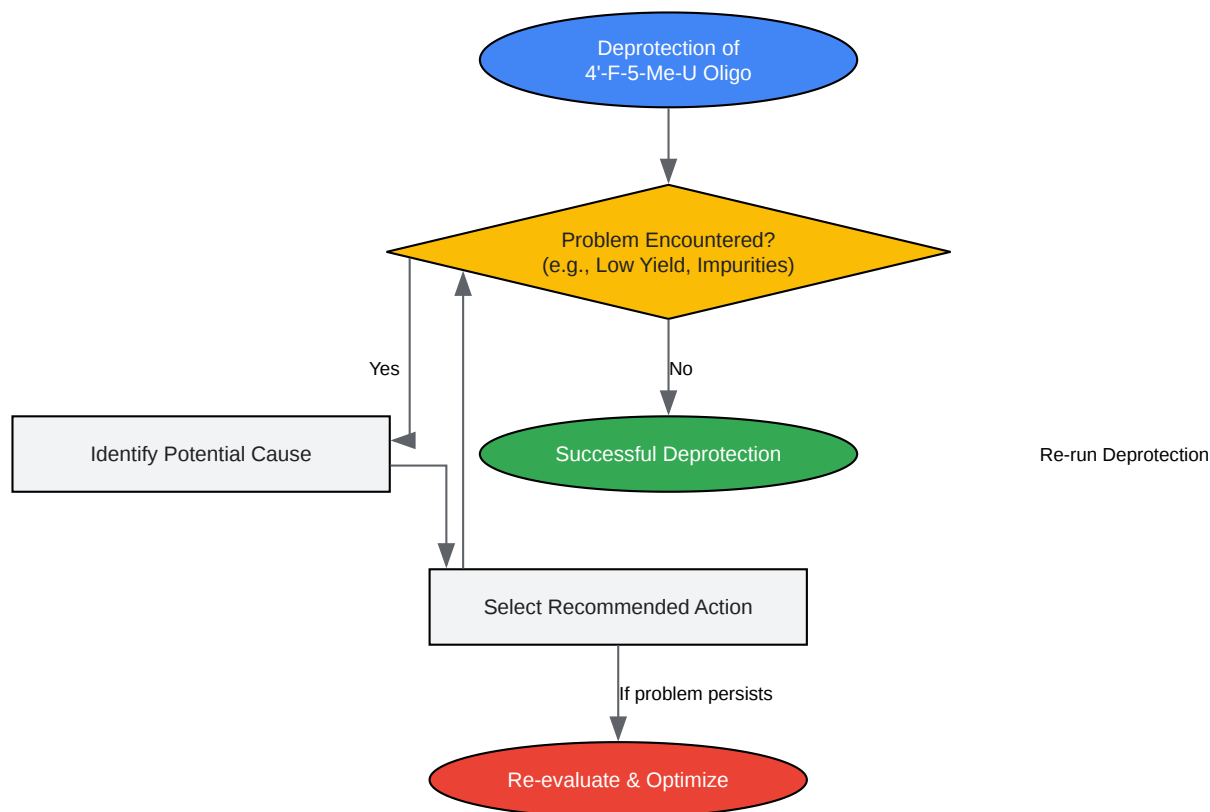 Deprotection of
4'-F-5-Me-U Oligo
Problem Encountered?
(e.g., Low Yield, Impurities)
Yes
No
Identify Potential Cause
Successful Deprotection
Re-run Deprotection
Select Recommended Action
If problem persists
Re-evaluate & Optimize